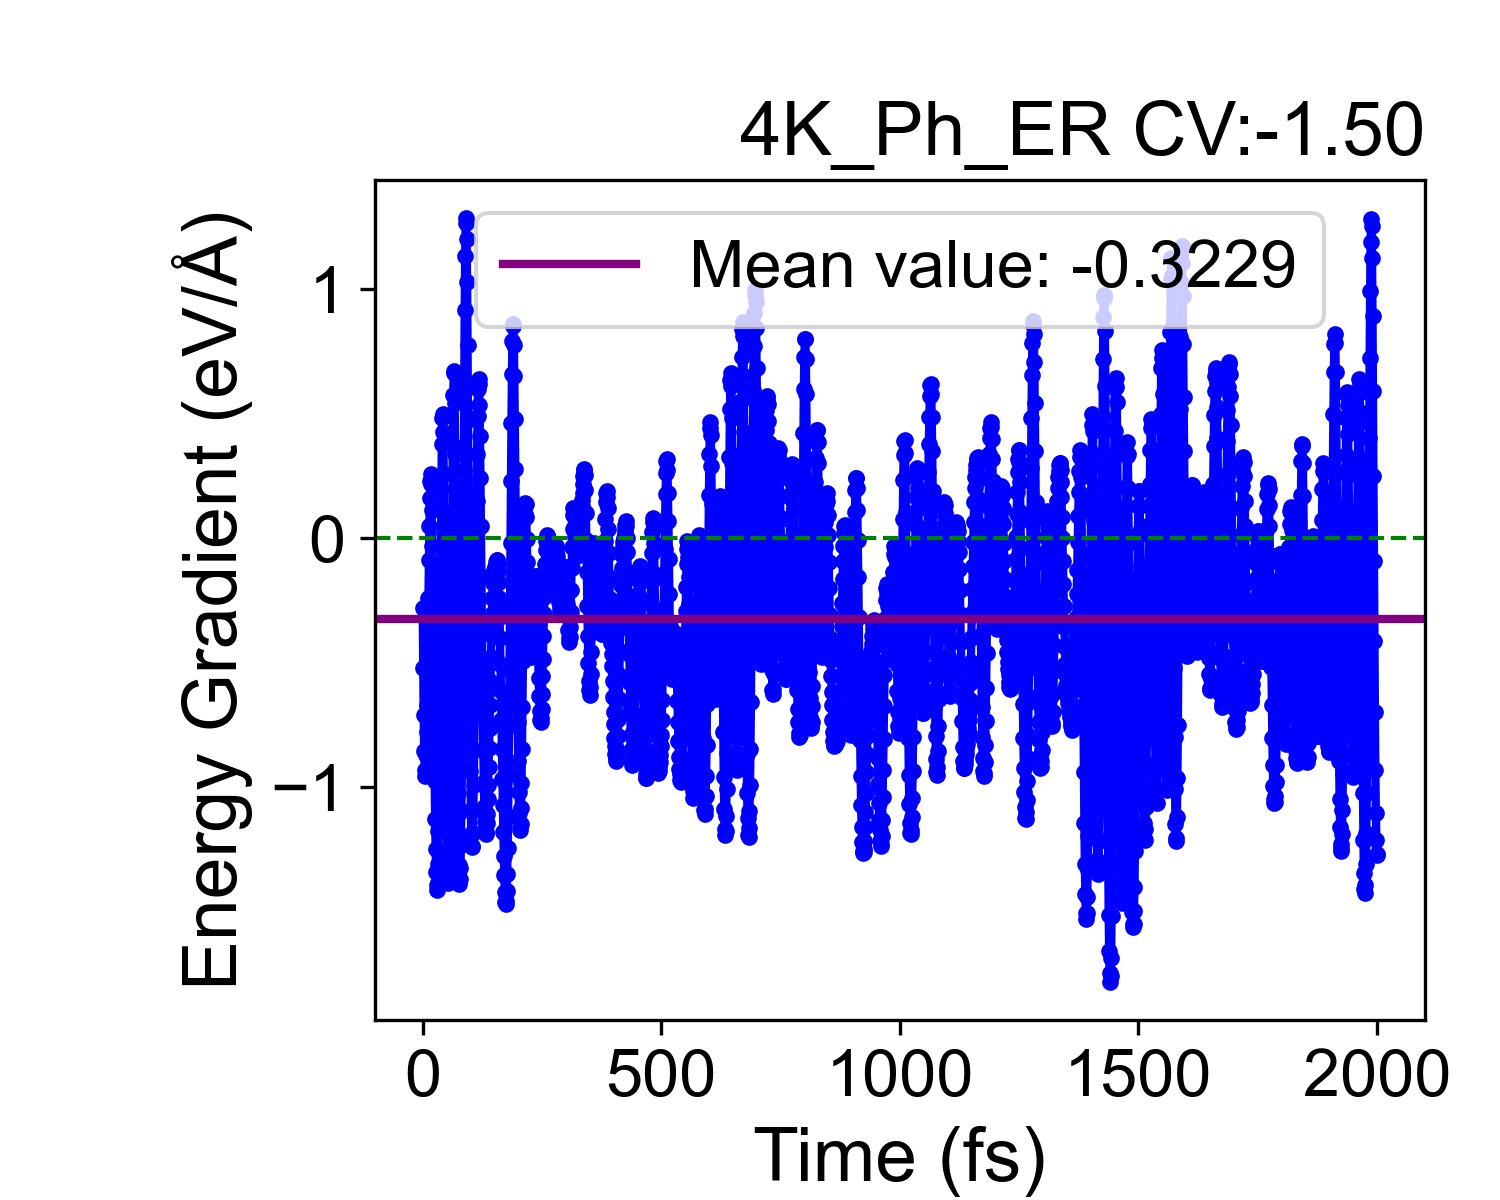 4K_Ph_ER CV:-1.50
Mean value: -0.3229
1
0
−1
Energy Gradient (eV/Å)
0 500 1000 1500 2000
Time (fs)